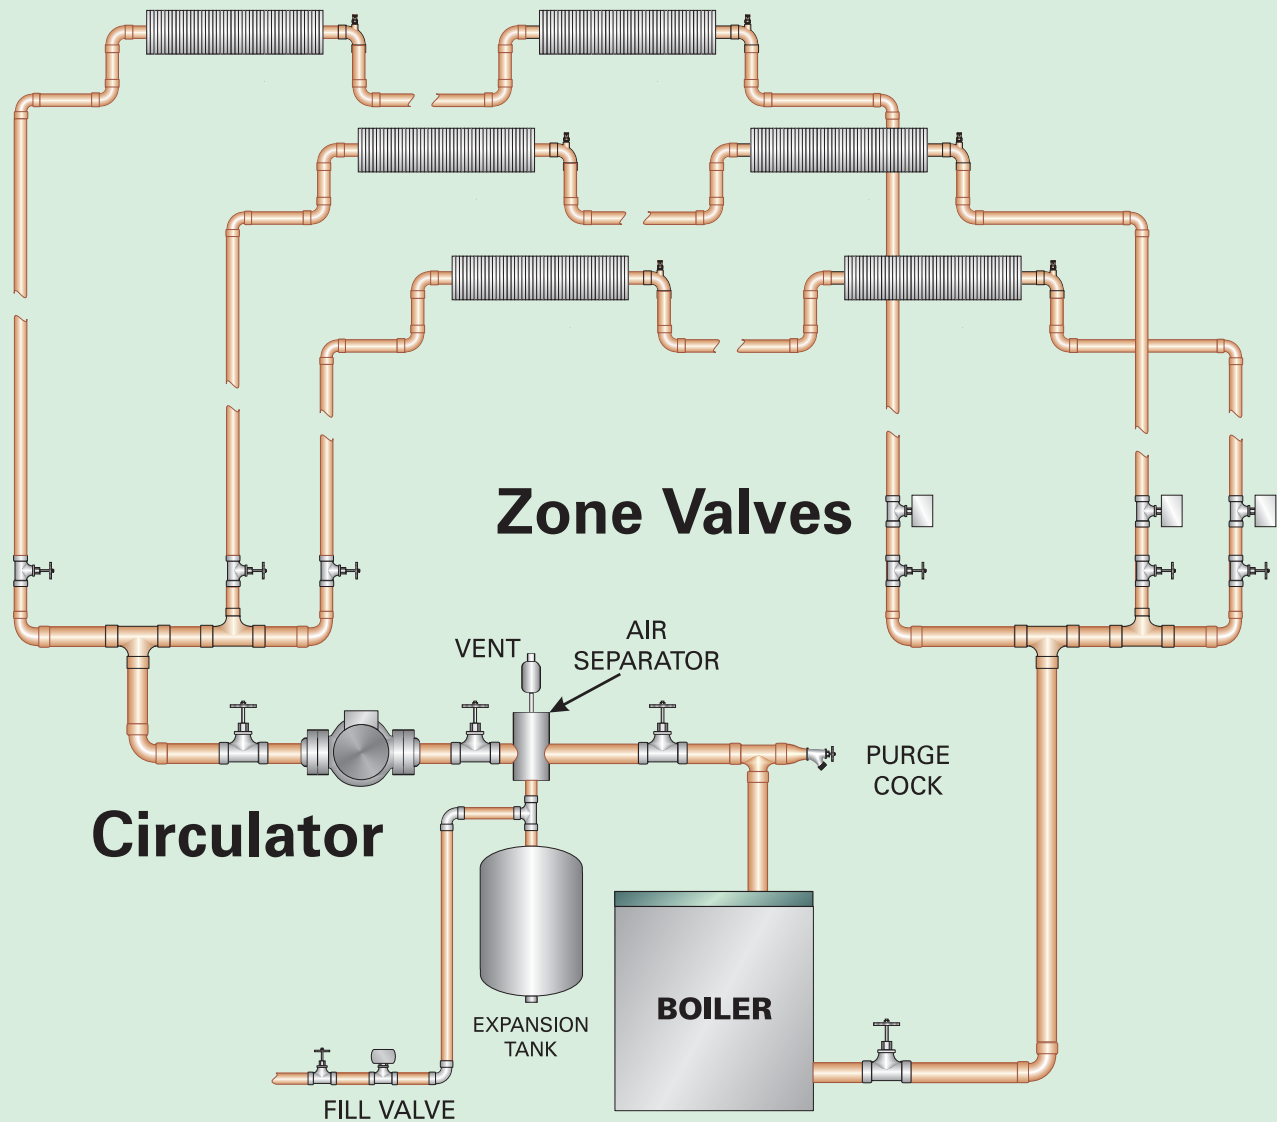 Zone Valves
VENT
AIR
SEPARATOR
PURGE
COCK
Circulator
BOILER
EXPANSION
TANK
FILL VALVE